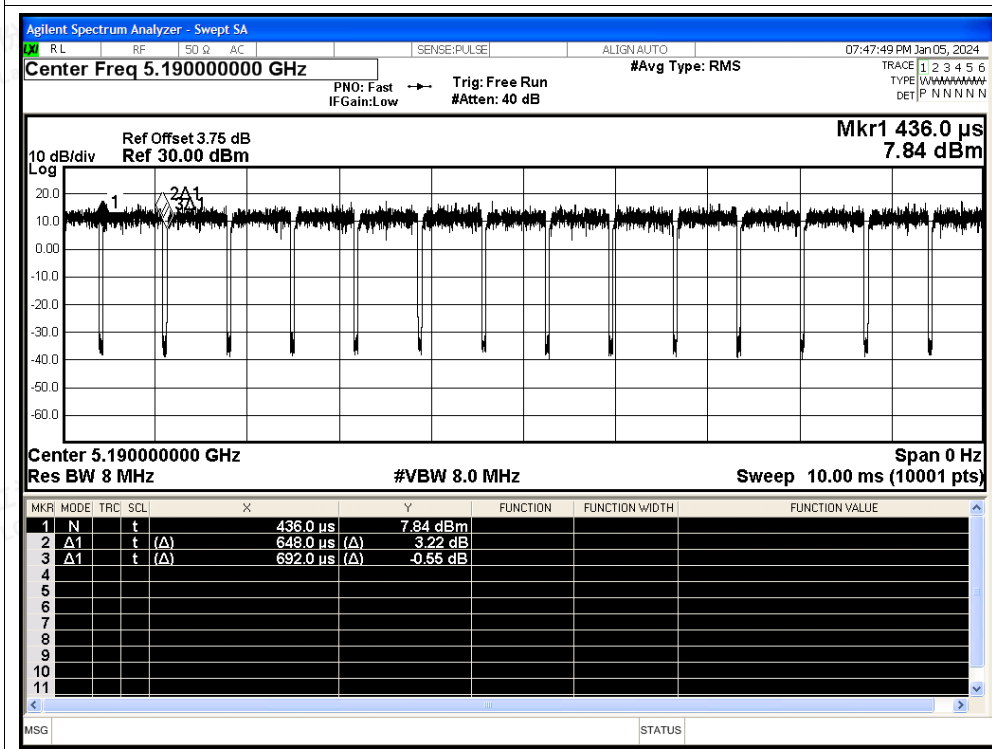 Agilent Spectrum Analyzer - Swept SA
LXI RL RF 50 Ω AC SENSE:PULSE ALIGN AUTO 07:47:49 PM Jan 05, 2024
Center Freq 5.190000000 GHz #Avg Type: RMS TRACE 1 2 3 4 5 6
PNO: Fast Trig: Free Run TYPE WWWWWW
IFGain:Low #Atten: 40 dB DET P N N N N N
Mkr1 436.0 µs
Ref Offset 3.75 dB
10 dB/div Ref 30.00 dBm 7.84 dBm
Log
20.0
1 2Δ1
3Δ1
10.0
0.00
-10.0
-20.0
-30.0
-40.0
-50.0
-60.0
Center 5.190000000 GHz Span 0 Hz
Res BW 8 MHz #VBW 8.0 MHz Sweep 10.00 ms (10001 pts)
MKR MODE TRC SCL X Y FUNCTION FUNCTION WIDTH FUNCTION VALUE
1 N t 436.0 µs 7.84 dBm
2 Δ1 t (Δ) 648.0 µs (Δ) 3.22 dB
3 Δ1 t (Δ) 692.0 µs (Δ) -0.55 dB
4
5
6
7
8
9
10
11
MSG STATUS